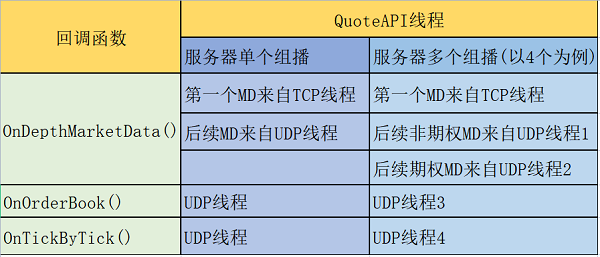 回调函数
QuoteAPI线程
服务器单个组播
服务器多个组播(以4个为例)
OnDepthMarketData()
第一个MD来自TCP线程
第一个MD来自TCP线程
后续MD来自UDP线程
后续非期权MD来自UDP线程1
后续期权MD来自UDP线程2
OnOrderBook()
UDP线程
UDP线程3
OnTickByTick()
UDP线程
UDP线程4